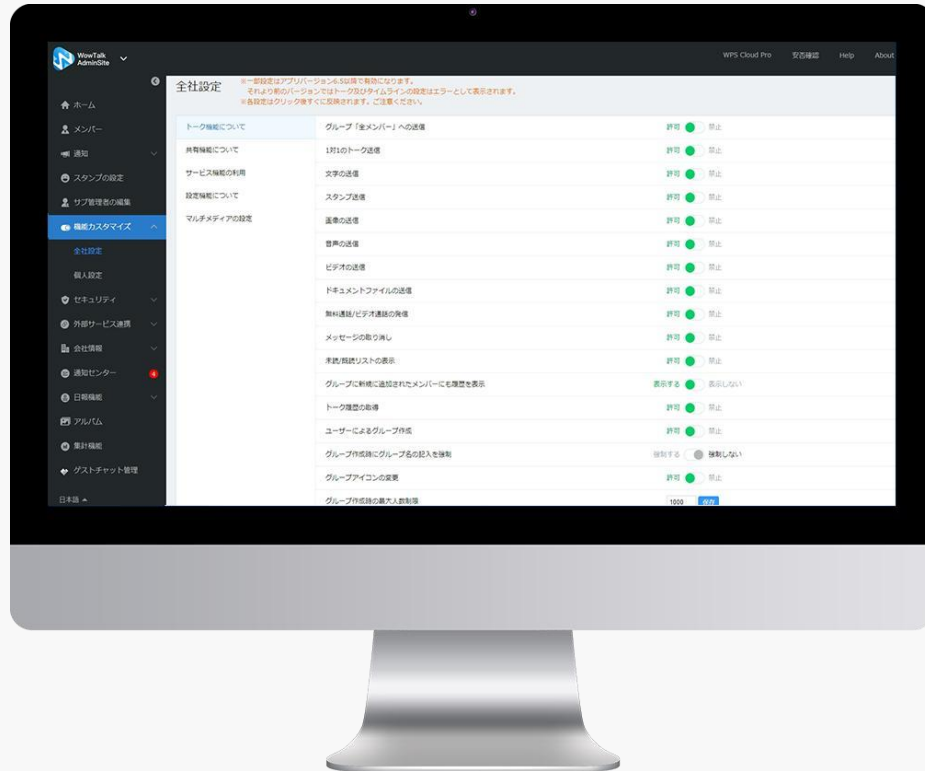 WowTalk
AdminSite
WPS Cloud Pro
安否確認
Help
About
ホーム
メンバー
通知
スタンプの設定
サブ管理者の編集
機能カスタマイズ
全社設定
個人設定
セキュリティ
外部サービス連携
会社情報
通知センター
日報機能
アルバム
集計機能
ゲストチャット管理
日本語
全社設定
※一部設定はアプリバージョン6.5以降で有効になります。
それより前のバージョンではトーク及びタイムラインの設定はエラーとして表示されます。
※各設定はクリック後すぐに反映されます。ご注意ください。
トーク機能について
共有機能について
サービス機能の利用
設定機能について
マルチメディアの設定
グループ「全メンバー」への送信 許可 禁止
1対1のトーク送信 許可 禁止
文字の送信 許可 禁止
スタンプ送信 許可 禁止
画像の送信 許可 禁止
音声の送信 許可 禁止
ビデオの送信 許可 禁止
ドキュメントファイルの送信 許可 禁止
無料通話/ビデオ通話の発信 許可 禁止
メッセージの取り消し 許可 禁止
未読/既読リストの表示 許可 禁止
グループに新規に追加されたメンバーにも履歴を表示 表示する 表示しない
トーク履歴の取得 許可 禁止
ユーザーによるグループ作成 許可 禁止
グループ作成時にグループ名の記入を強制 強制する 強制しない
グループアイコンの変更 許可 禁止
グループ作成時の最大人数制限 1000 保存